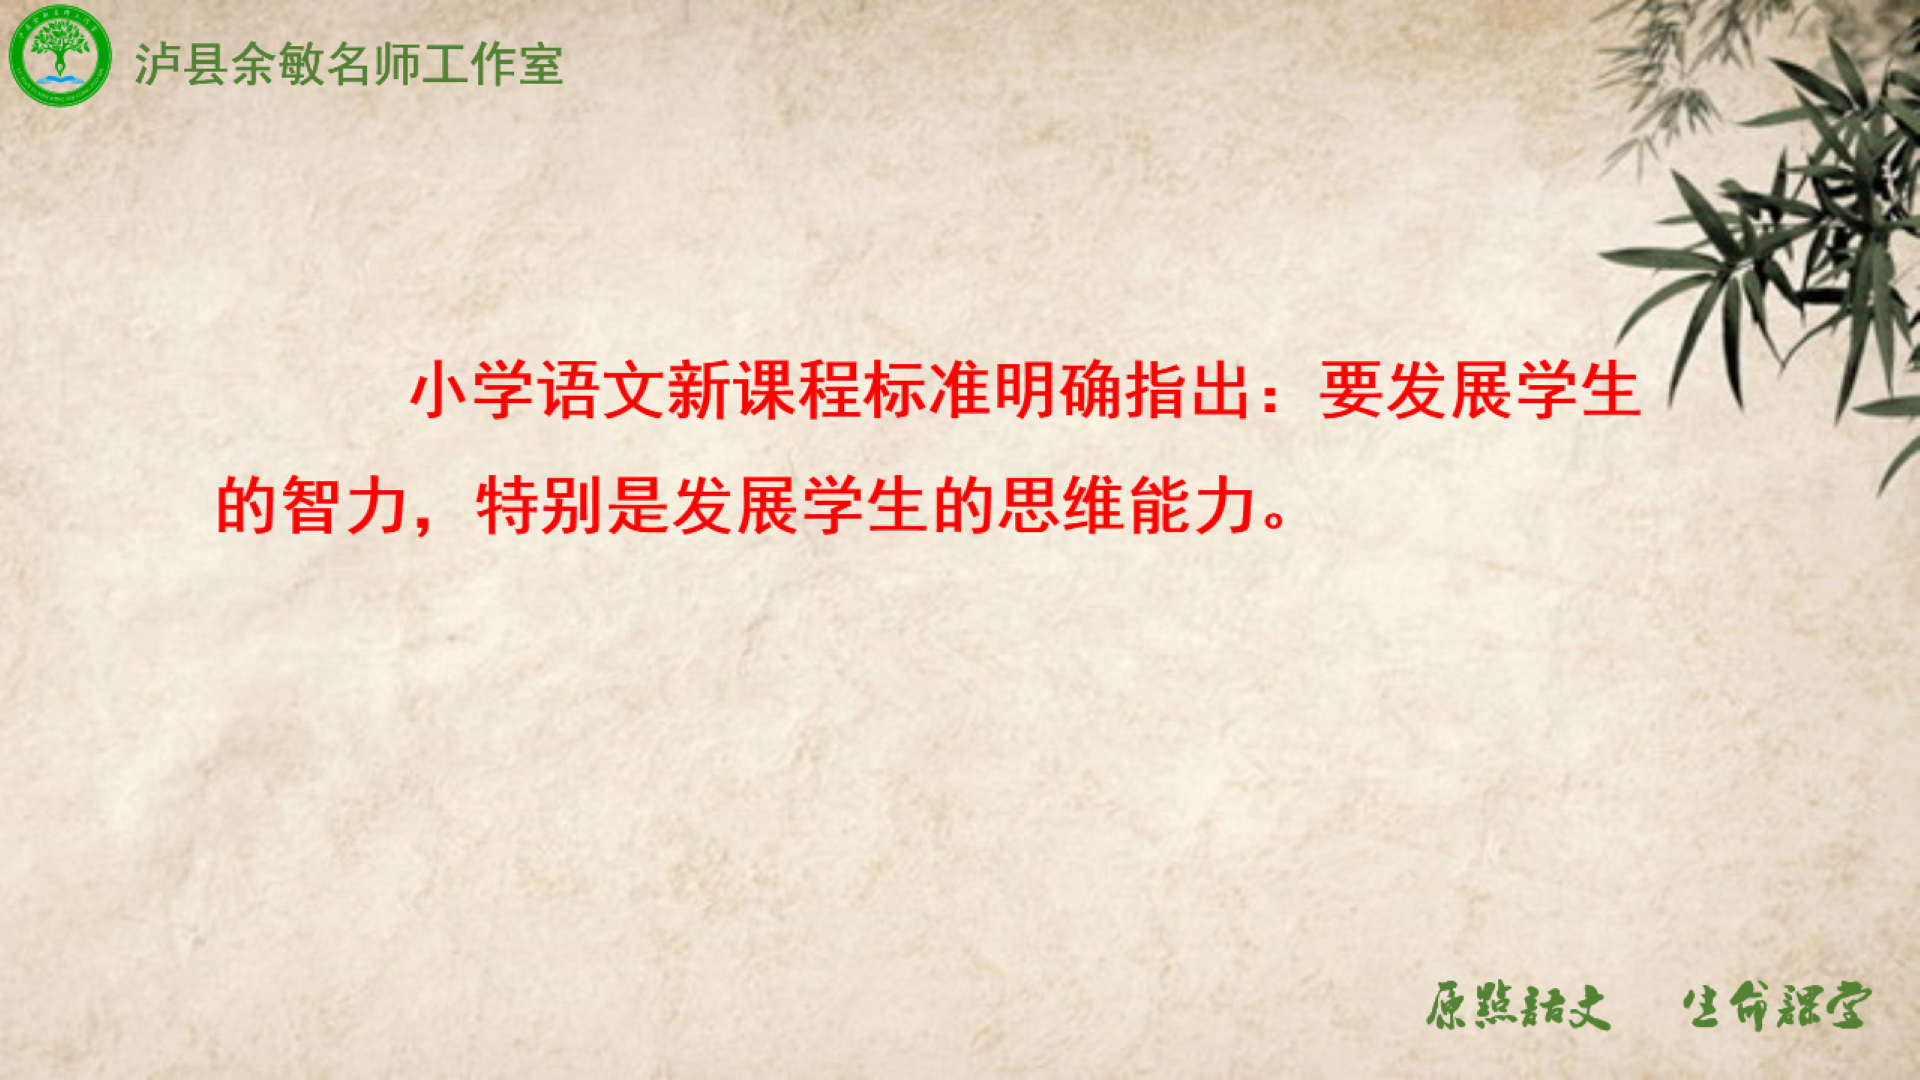 泸县余敏名师工作室
小学语文新课程标准明确指出：要发展学生
的智力，特别是发展学生的思维能力。
原点语文 生命课堂